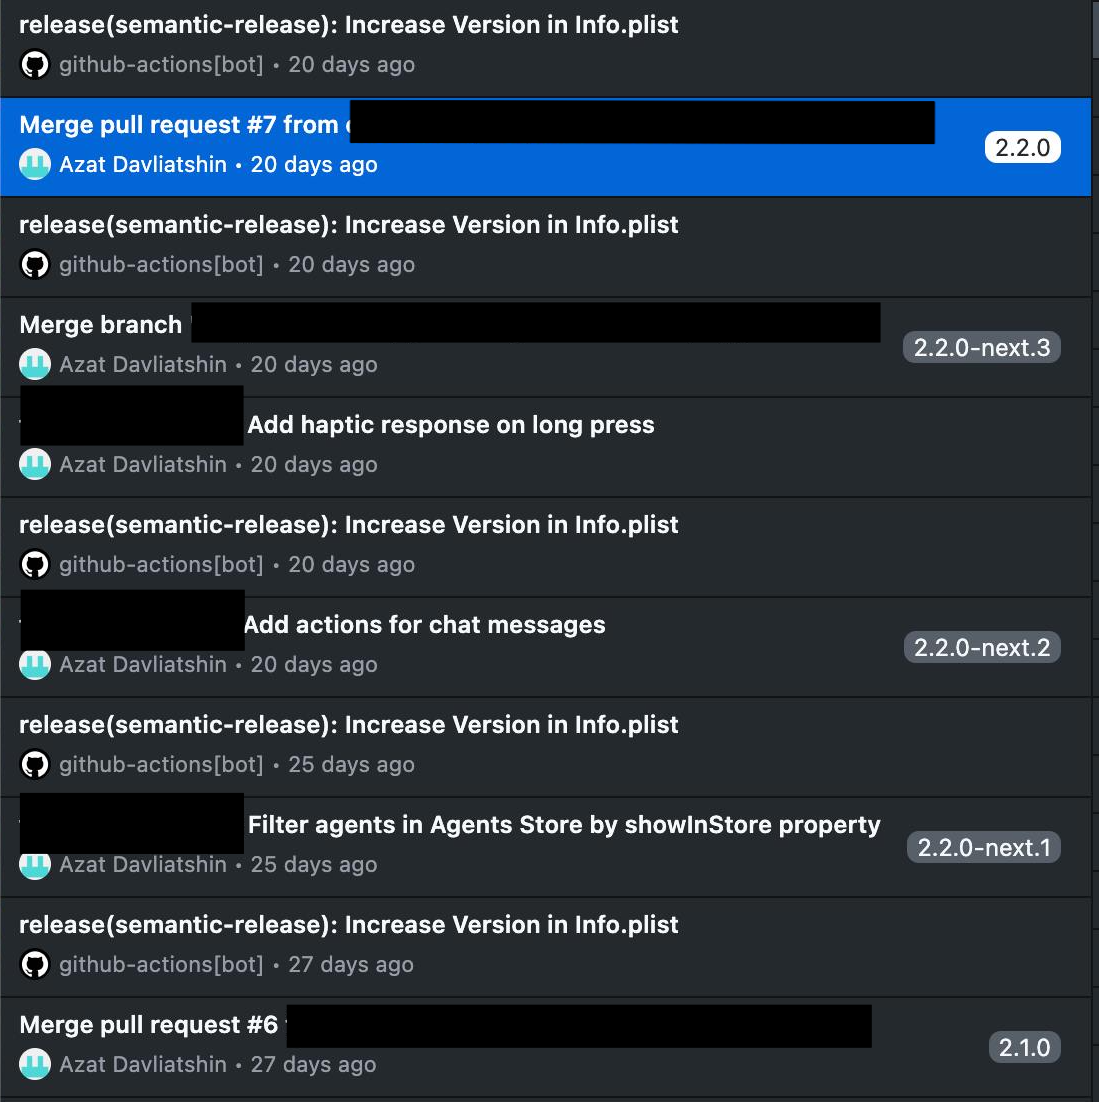 release(semantic-release): Increase Version in Info.plist
github-actions[bot] • 20 days ago
Merge pull request #7 from
2.2.0
Azat Davliatshin • 20 days ago
release(semantic-release): Increase Version in Info.plist
github-actions[bot] • 20 days ago
Merge branch
2.2.0-next.3
Azat Davliatshin • 20 days ago
Add haptic response on long press
Azat Davliatshin • 20 days ago
release(semantic-release): Increase Version in Info.plist
github-actions[bot] • 20 days ago
Add actions for chat messages
2.2.0-next.2
Azat Davliatshin • 20 days ago
release(semantic-release): Increase Version in Info.plist
github-actions[bot] • 25 days ago
Filter agents in Agents Store by showInStore property
2.2.0-next.1
Azat Davliatshin • 25 days ago
release(semantic-release): Increase Version in Info.plist
github-actions[bot] • 27 days ago
Merge pull request #6
2.1.0
Azat Davliatshin • 27 days ago